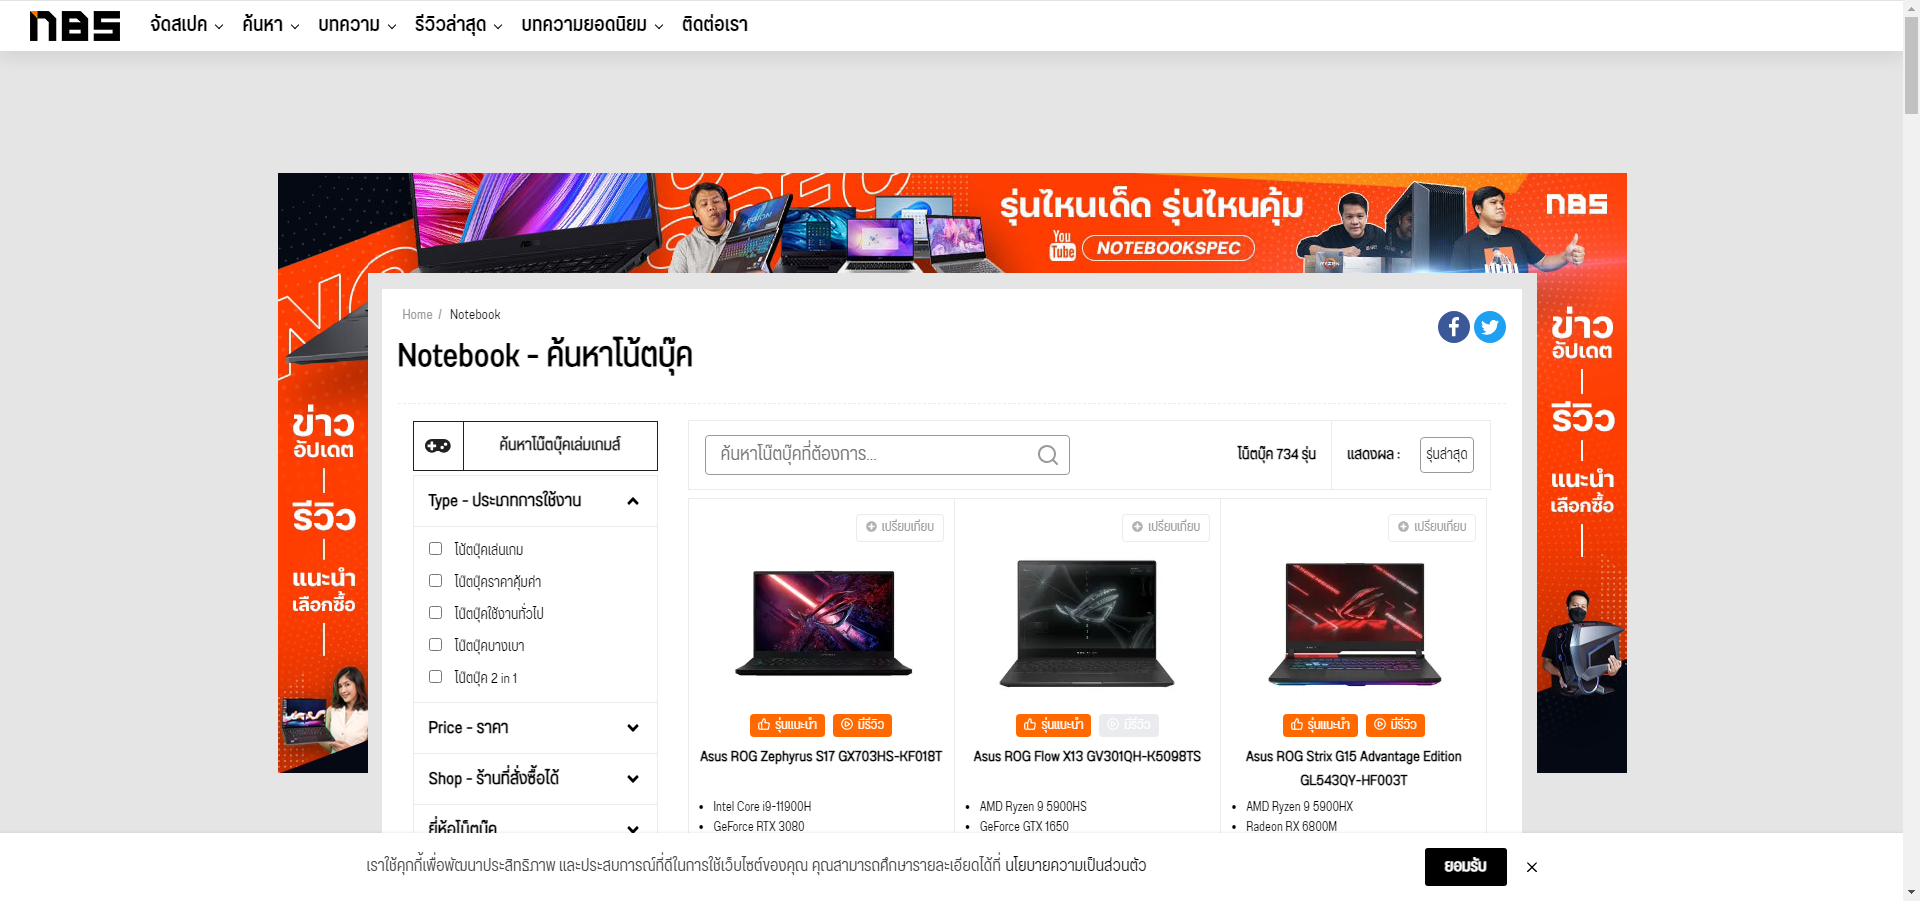 nBS
จัดสเปค
ค้นหา
บทความ
รีวิวล่าสุด
บทความยอดนิยม
ติดต่อเรา
รุ่นไหนเด็ด รุ่นไหนคุ้ม
You Tube NOTEBOOKSPEC
nBS
ข่าว
อัปเดต
รีวิว
แนะนำ
เลือกซื้อ
ข่าว
อัปเดต
รีวิว
แนะนำ
เลือกซื้อ
Home / Notebook
Notebook - ค้นหาโน้ตบุ๊ค
ค้นหาโน๊ตบุ๊คเล่มเกมส์
Type - ประเภทการใช้งาน
โน้ตบุ๊คเล่นเกม
โน๊ตบุ๊คราคาคุ้มค่า
โน๊ตบุ๊คใช้งานทั่วไป
โน๊ตบุ๊คบางเบา
โน๊ตบุ๊ค 2 in 1
Price - ราคา
Shop - ร้านที่สั่งซื้อได้
ยี่ห้อโน็ตบุ๊ค
ค้นหาโน๊ตบุ๊คที่ต้องการ...
โน็ตบุ๊ค 734 รุ่น
แสดงผล :
รุ่นล่าสุด
เปรียบเทียบ
รุ่นแนะนำ
มีรีวิว
Asus ROG Zephyrus S17 GX703HS-KF018T
Intel Core i9-11900H
GeForce RTX 3080
เปรียบเทียบ
รุ่นแนะนำ
มีรีวิว
Asus ROG Flow X13 GV301QH-K5098TS
AMD Ryzen 9 5900HS
GeForce GTX 1650
เปรียบเทียบ
รุ่นแนะนำ
มีรีวิว
Asus ROG Strix G15 Advantage Edition
GL543QY-HF003T
AMD Ryzen 9 5900HX
Radeon RX 6800M
เราใช้คุกกี้เพื่อพัฒนาประสิทธิภาพ และประสบการณ์ที่ดีในการใช้เว็บไซต์ของคุณ คุณสามารถศึกษารายละเอียดได้ที่ นโยบายความเป็นส่วนตัว
ยอมรับ